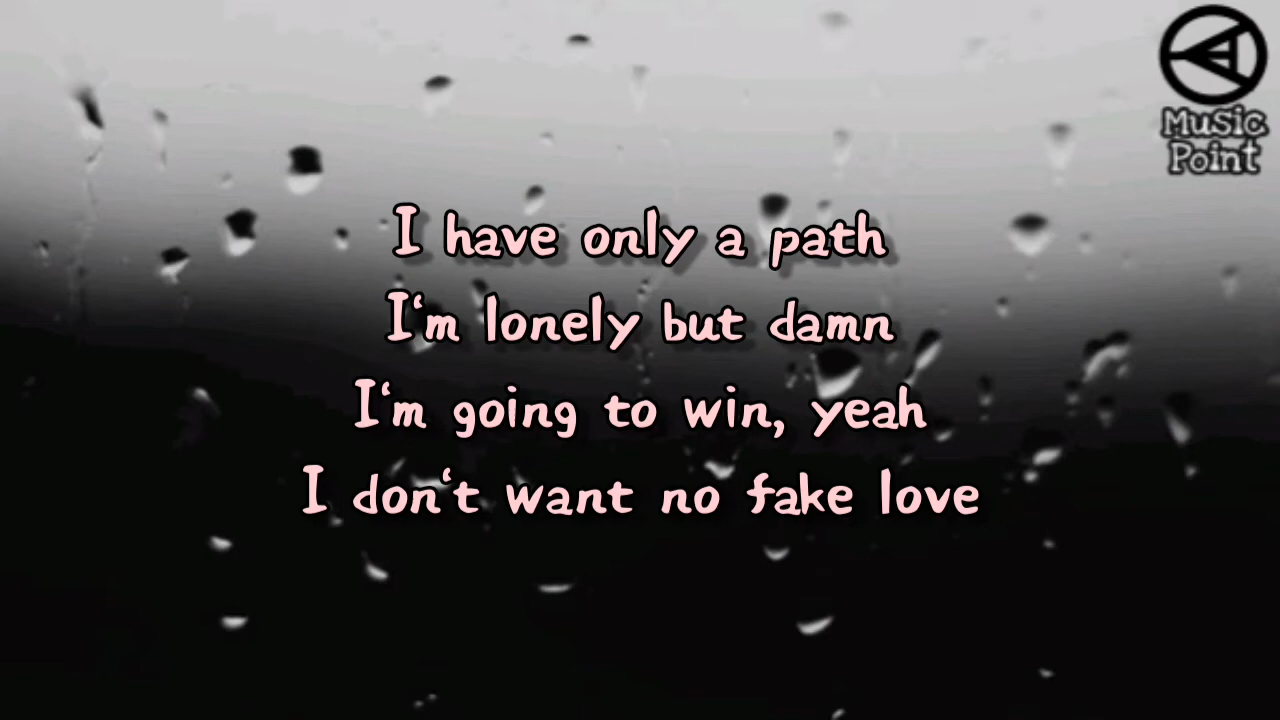 Music
Point
I have only a path
I‘m lonely but damn
I‘m going to win, yeah
I don‘t want no fake love